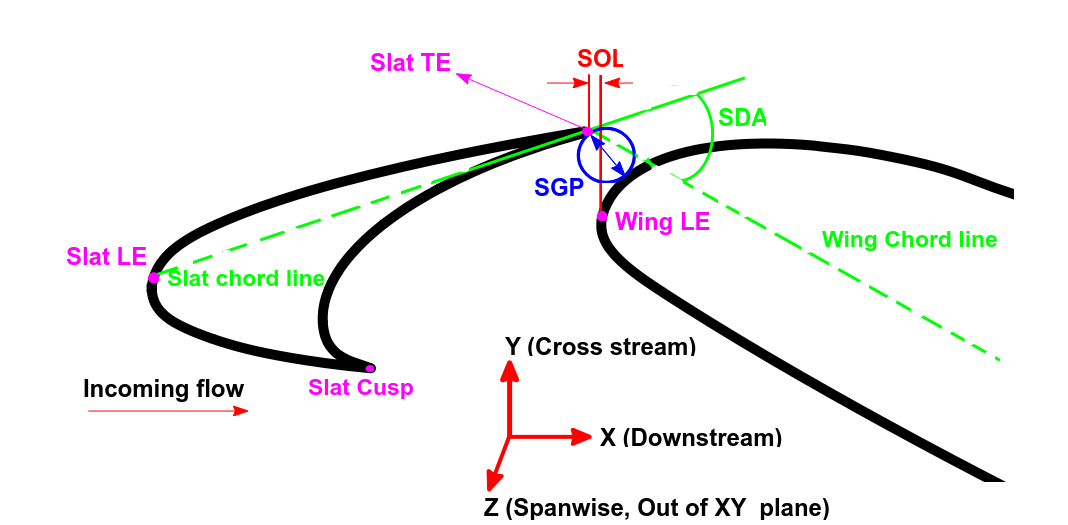 SOL
Slat TE
SDA
SGP
Wing LE
Wing Chord line
Slat LE
Slat chord line
Y (Cross stream)
Incoming flow
Slat Cusp
X (Downstream)
Z (Spanwise, Out of XY plane)